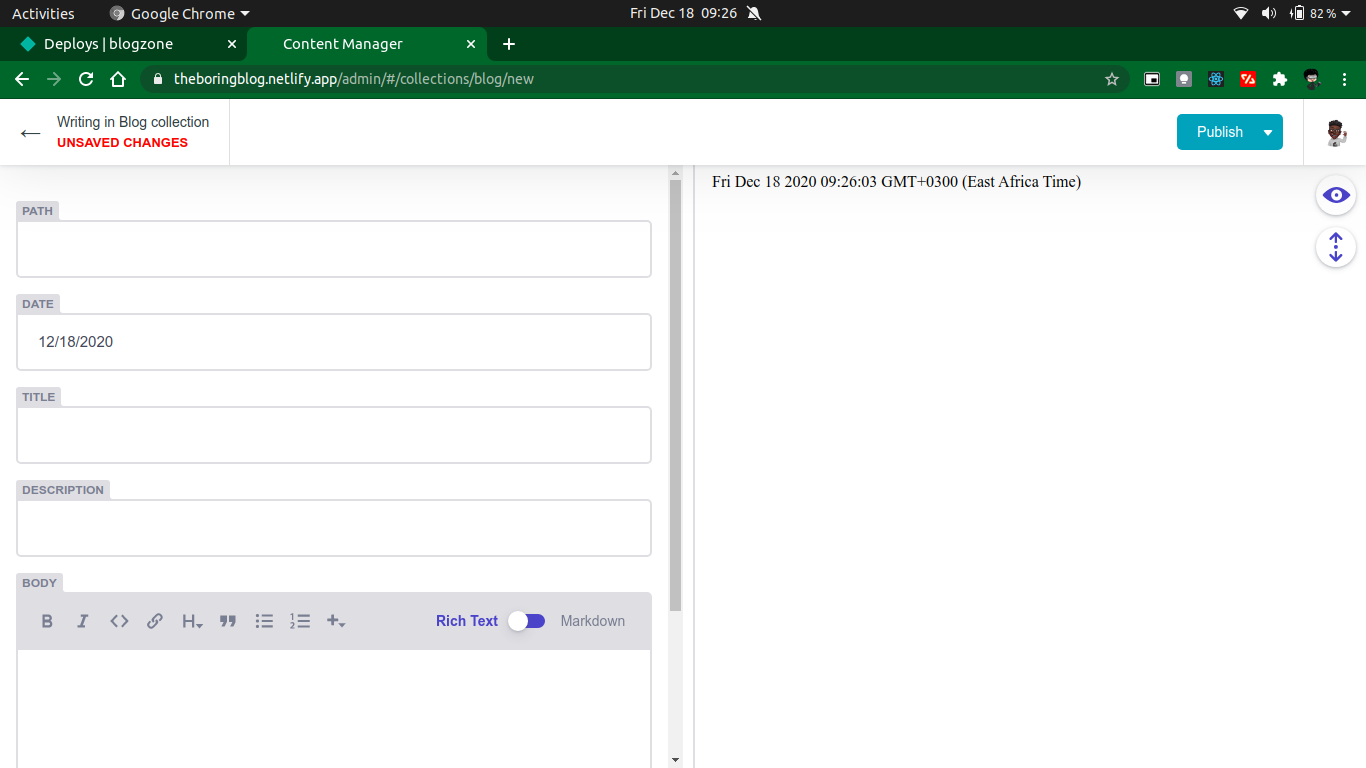 Activities Google Chrome Fri Dec 18 09:26 82 %
Deploys | blogzone Content Manager
theboringblog.netlify.app/admin/#/collections/blog/new
Writing in Blog collection
UNSAVED CHANGES
Publish
PATH
DATE
12/18/2020
TITLE
DESCRIPTION
BODY
B I <> H Rich Text Markdown
Fri Dec 18 2020 09:26:03 GMT+0300 (East Africa Time)